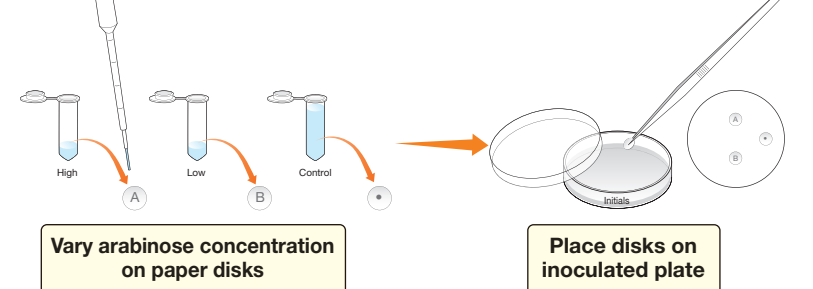 High
Low
Control
A
B
•
Initials
A
•
B
Vary arabinose concentration
on paper disks
Place disks on
inoculated plate